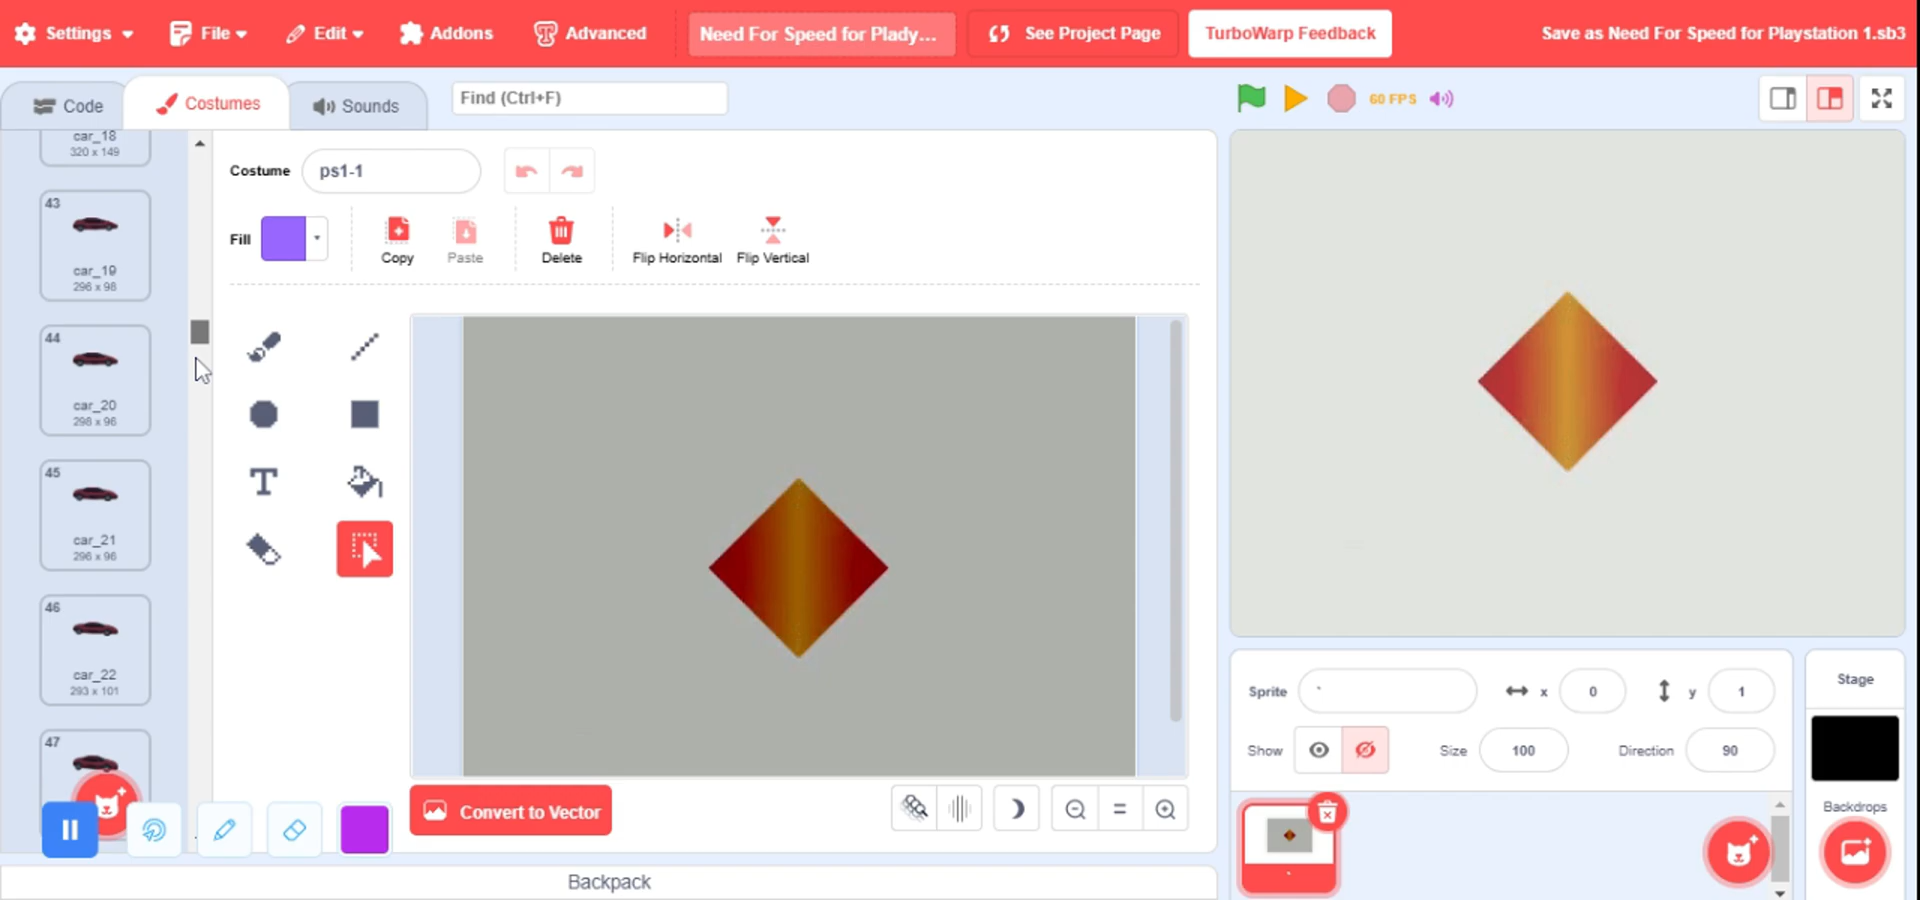 Settings
File
Edit
Addons
Advanced
Need For Speed for Plady...
See Project Page
TurboWarp Feedback
Save as Need For Speed for Playstation 1.sb3
Code
Costumes
Sounds
Find (Ctrl+F)
60 FPS
car_18
320 x 149
43
car_19
296 x 98
44
car_20
296 x 96
45
car_21
296 x 96
46
car_22
293 x 101
47
Costume
ps1-1
Fill
Copy
Paste
Delete
Flip Horizontal
Flip Vertical
Convert to Vector
Backpack
Sprite
`
x
0
y
1
Show
Size
100
Direction
90
Stage
Backdrops
`